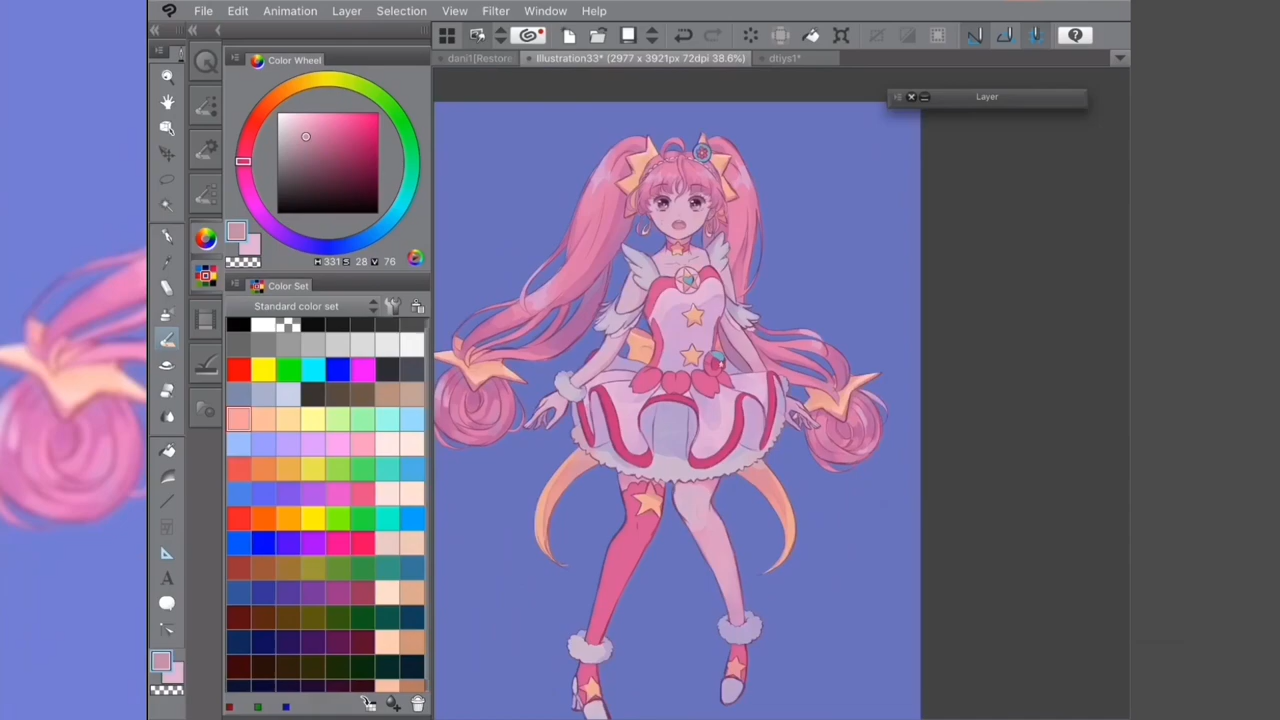 File Edit Animation Layer Selection View Filter Window Help
dani1[Restore Illustration33* (2977 x 3921px 72dpi 38.6%) dtiys1*
Color Wheel
Layer
H 331 S 28 V 76
Color Set
Standard color set